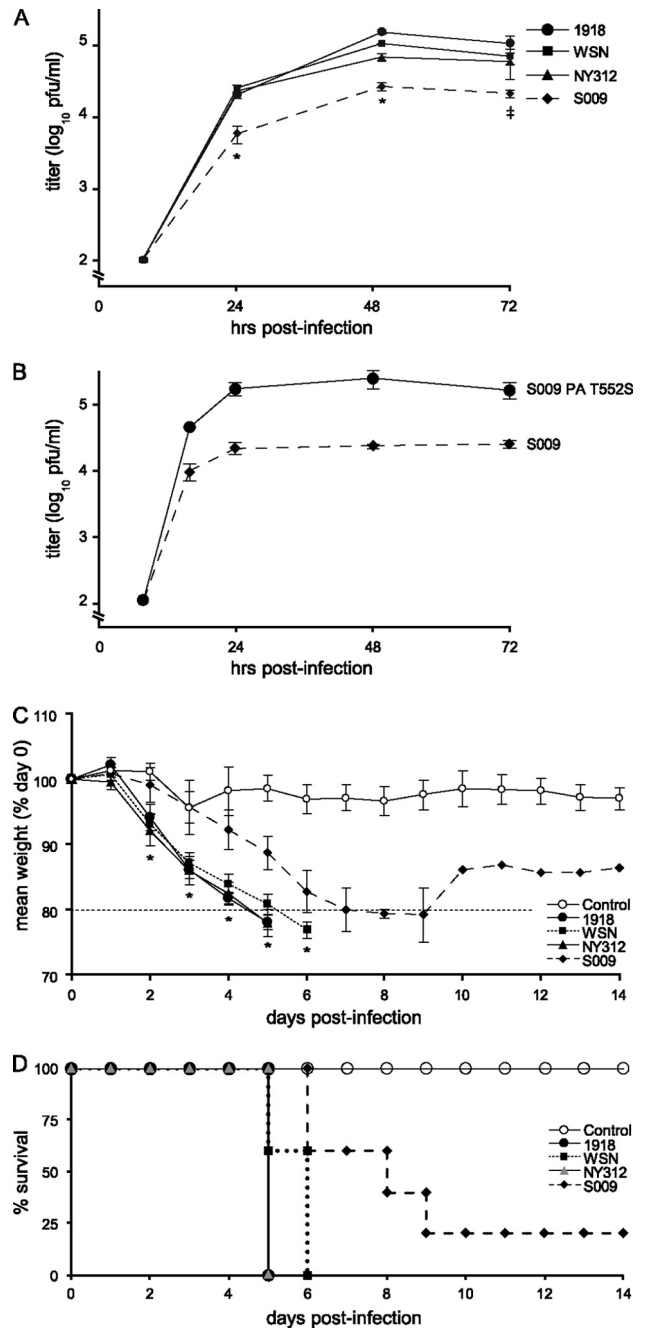 A
titer (log10 pfu/ml)
5
4
3
2
0
24
48
72
hrs post-infection
1918
WSN
NY312
S009
*
*
‡
B
titer (log10 pfu/ml)
5
4
3
2
0
24
48
72
hrs post-infection
S009 PA T552S
S009
C
mean weight (% day 0)
110
100
90
80
70
0
2
4
6
8
10
12
14
days post-infection
*
*
*
*
*
Control
1918
WSN
NY312
S009
D
% survival
100
75
50
25
0
0
2
4
6
8
10
12
14
days post-infection
Control
1918
WSN
NY312
S009